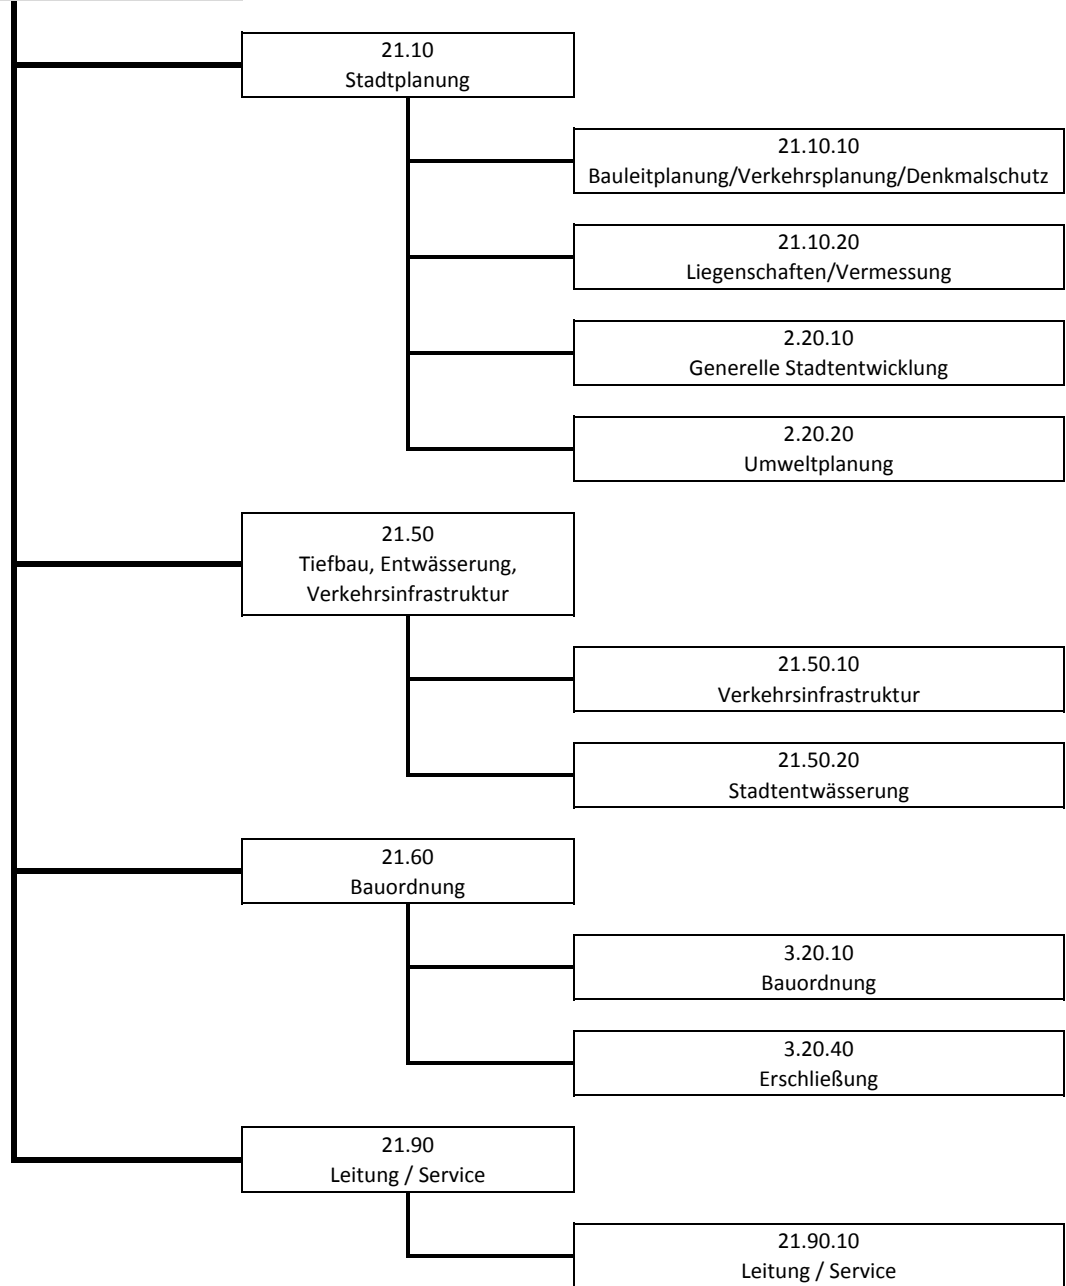 21.10
Stadtplanung
21.10.10
Bauleitplanung/Verkehrsplanung/Denkmalschutz
21.10.20
Liegenschaften/Vermessung
2.20.10
Generelle Stadtentwicklung
2.20.20
Umweltplanung
21.50
Tiefbau, Entwässerung,
Verkehrsinfrastruktur
21.50.10
Verkehrsinfrastruktur
21.50.20
Stadtentwässerung
21.60
Bauordnung
3.20.10
Bauordnung
3.20.40
Erschließung
21.90
Leitung / Service
21.90.10
Leitung / Service